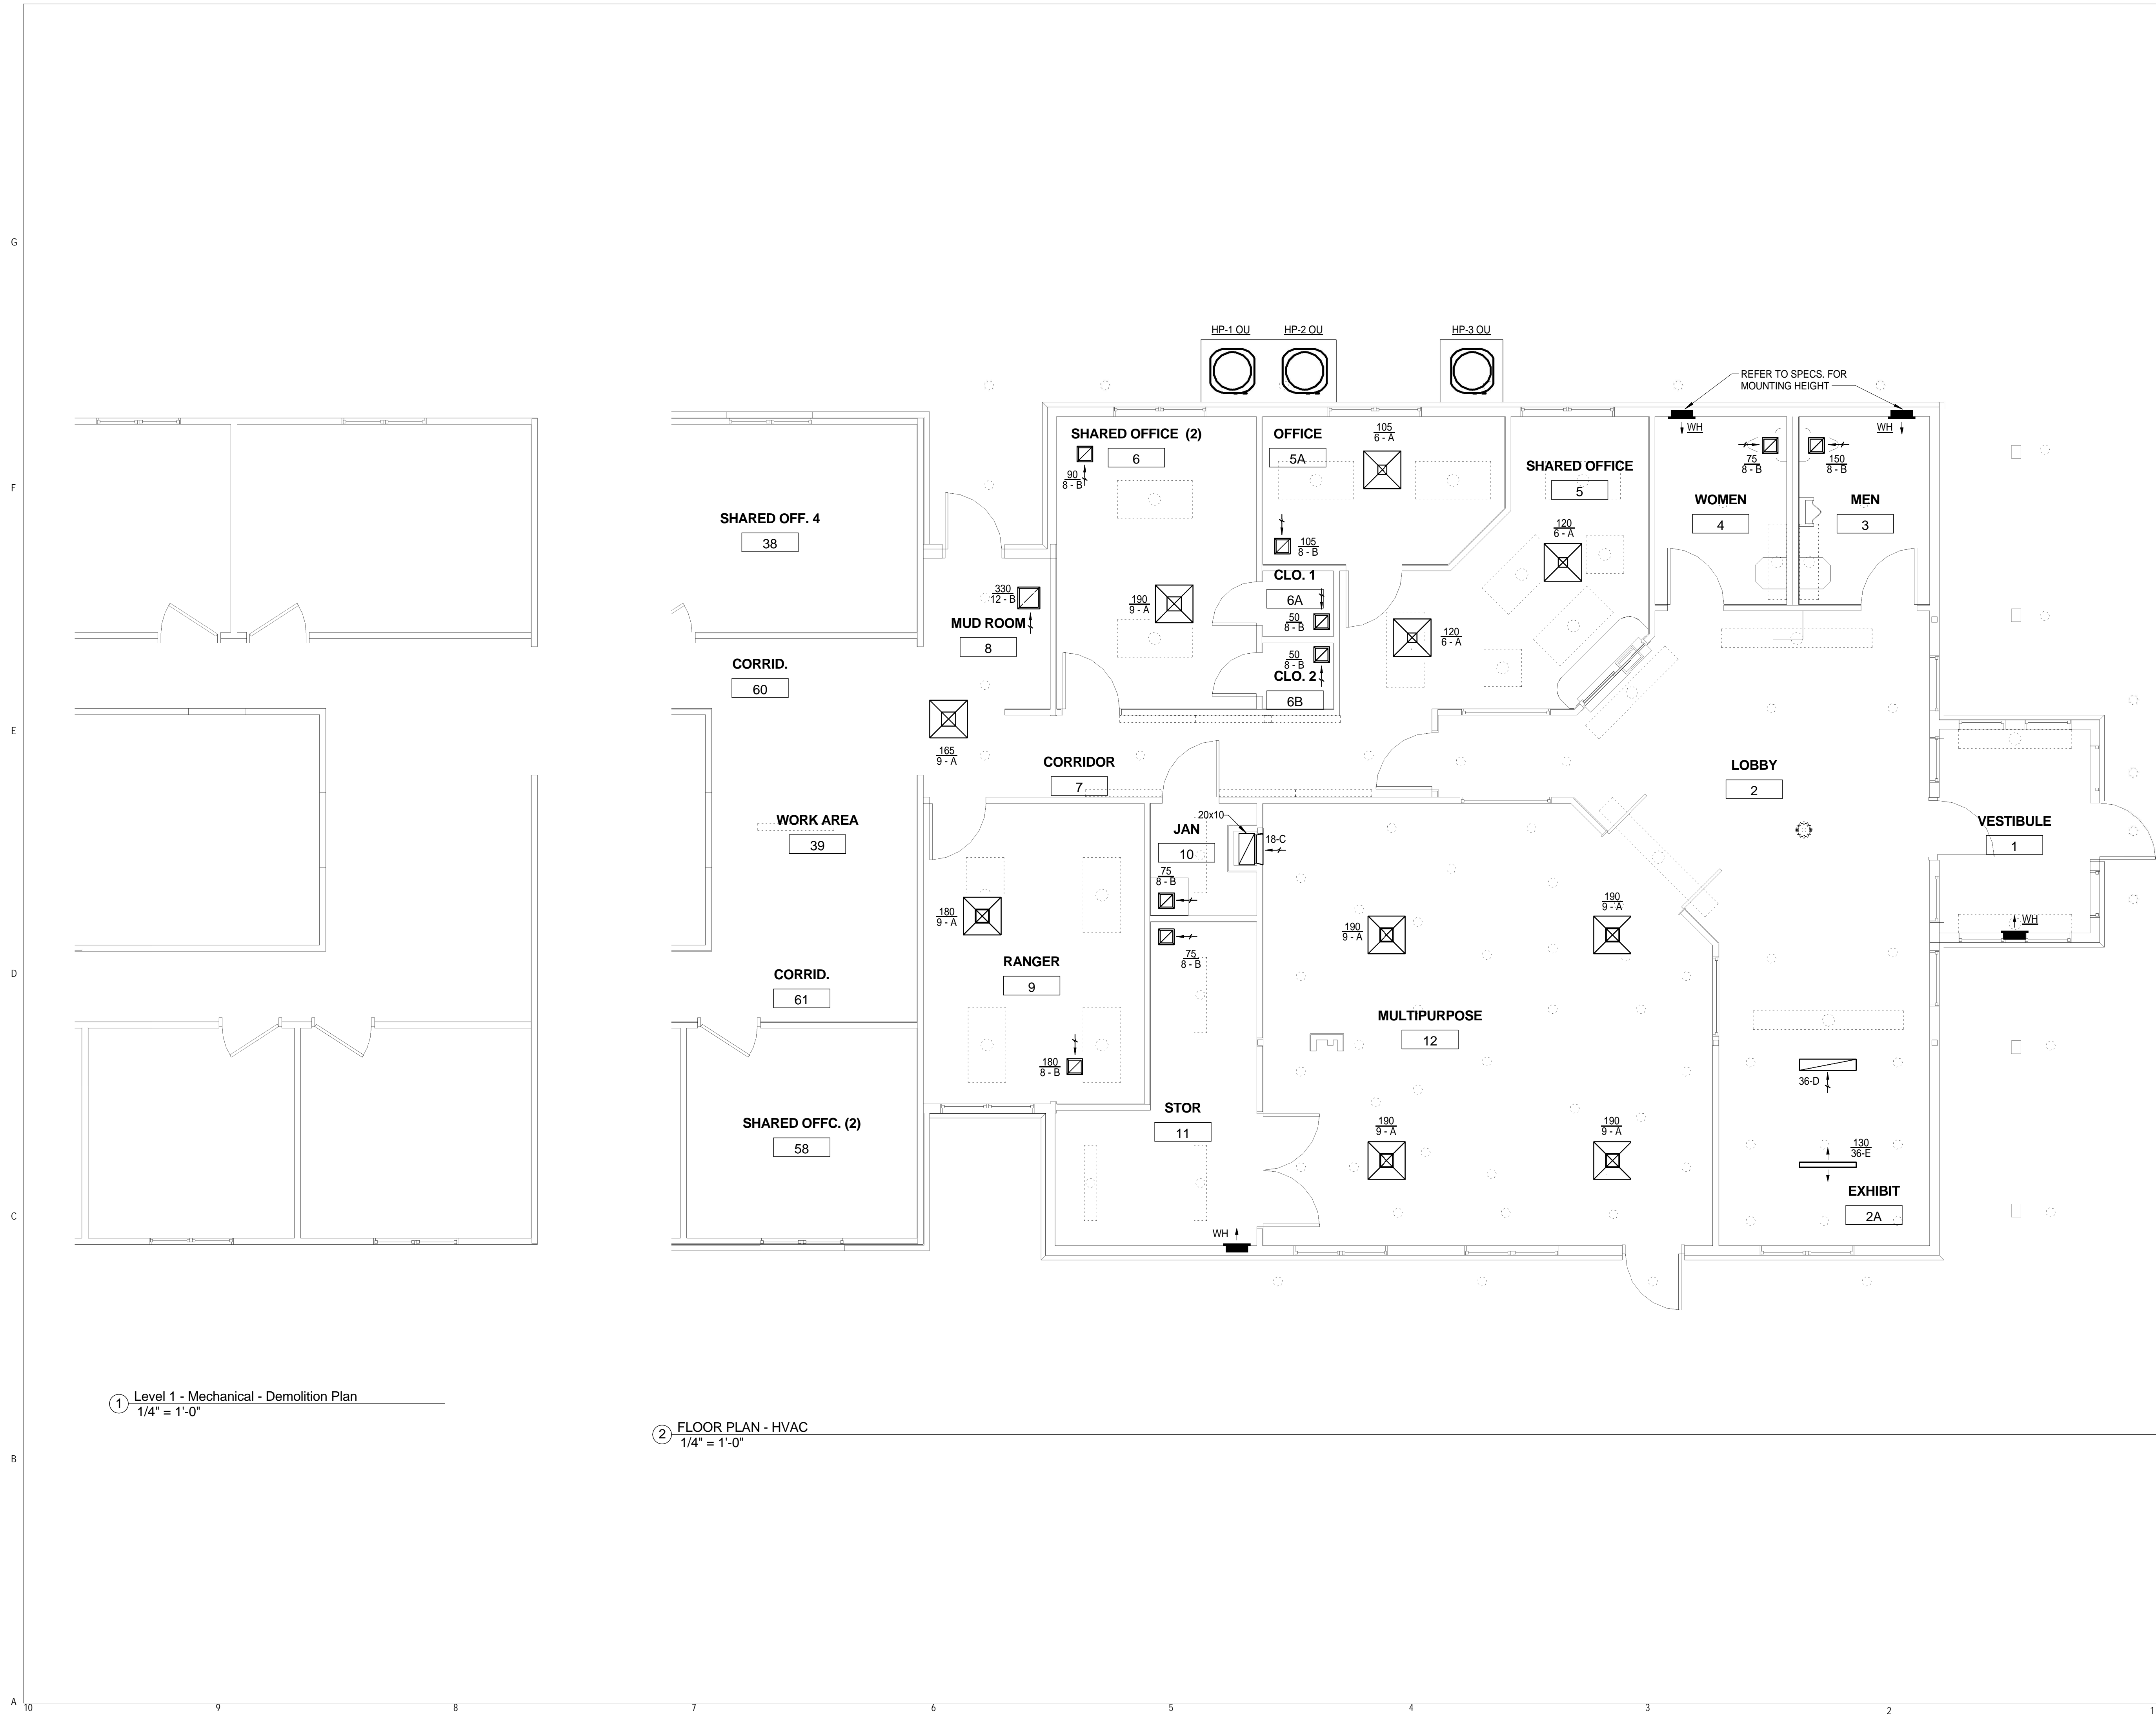 G
F
E
D
C
B
A
HP-1 OU
HP-2 OU
HP-3 OU
REFER TO SPECS. FOR
MOUNTING HEIGHT
WH
WH
SHARED OFF. 4
38
CORRID.
60
WORK AREA
39
CORRID.
61
SHARED OFFC. (2)
58
SHARED OFFICE (2)
6
90
8 - B
190
9 - A
OFFICE
5A
105
6 - A
105
8 - B
SHARED OFFICE
5
120
6 - A
120
6 - A
WOMEN
4
75
8 - B
MEN
3
150
8 - B
CLO. 1
6A
50
8 - B
50
8 - B
CLO. 2
6B
330
12 - B
MUD ROOM
8
165
9 - A
CORRIDOR
7
LOBBY
2
VESTIBULE
1
WH
JAN
10
20x10
18-C
75
8 - B
75
8 - B
180
9 - A
RANGER
9
180
8 - B
STOR
11
WH
190
9 - A
190
9 - A
MULTIPURPOSE
12
190
9 - A
190
9 - A
36-D
130
36-E
EXHIBIT
2A
1
Level 1 - Mechanical - Demolition Plan
1/4" = 1'-0"
2
FLOOR PLAN - HVAC
1/4" = 1'-0"
10
9
8
7
6
5
4
3
2
1